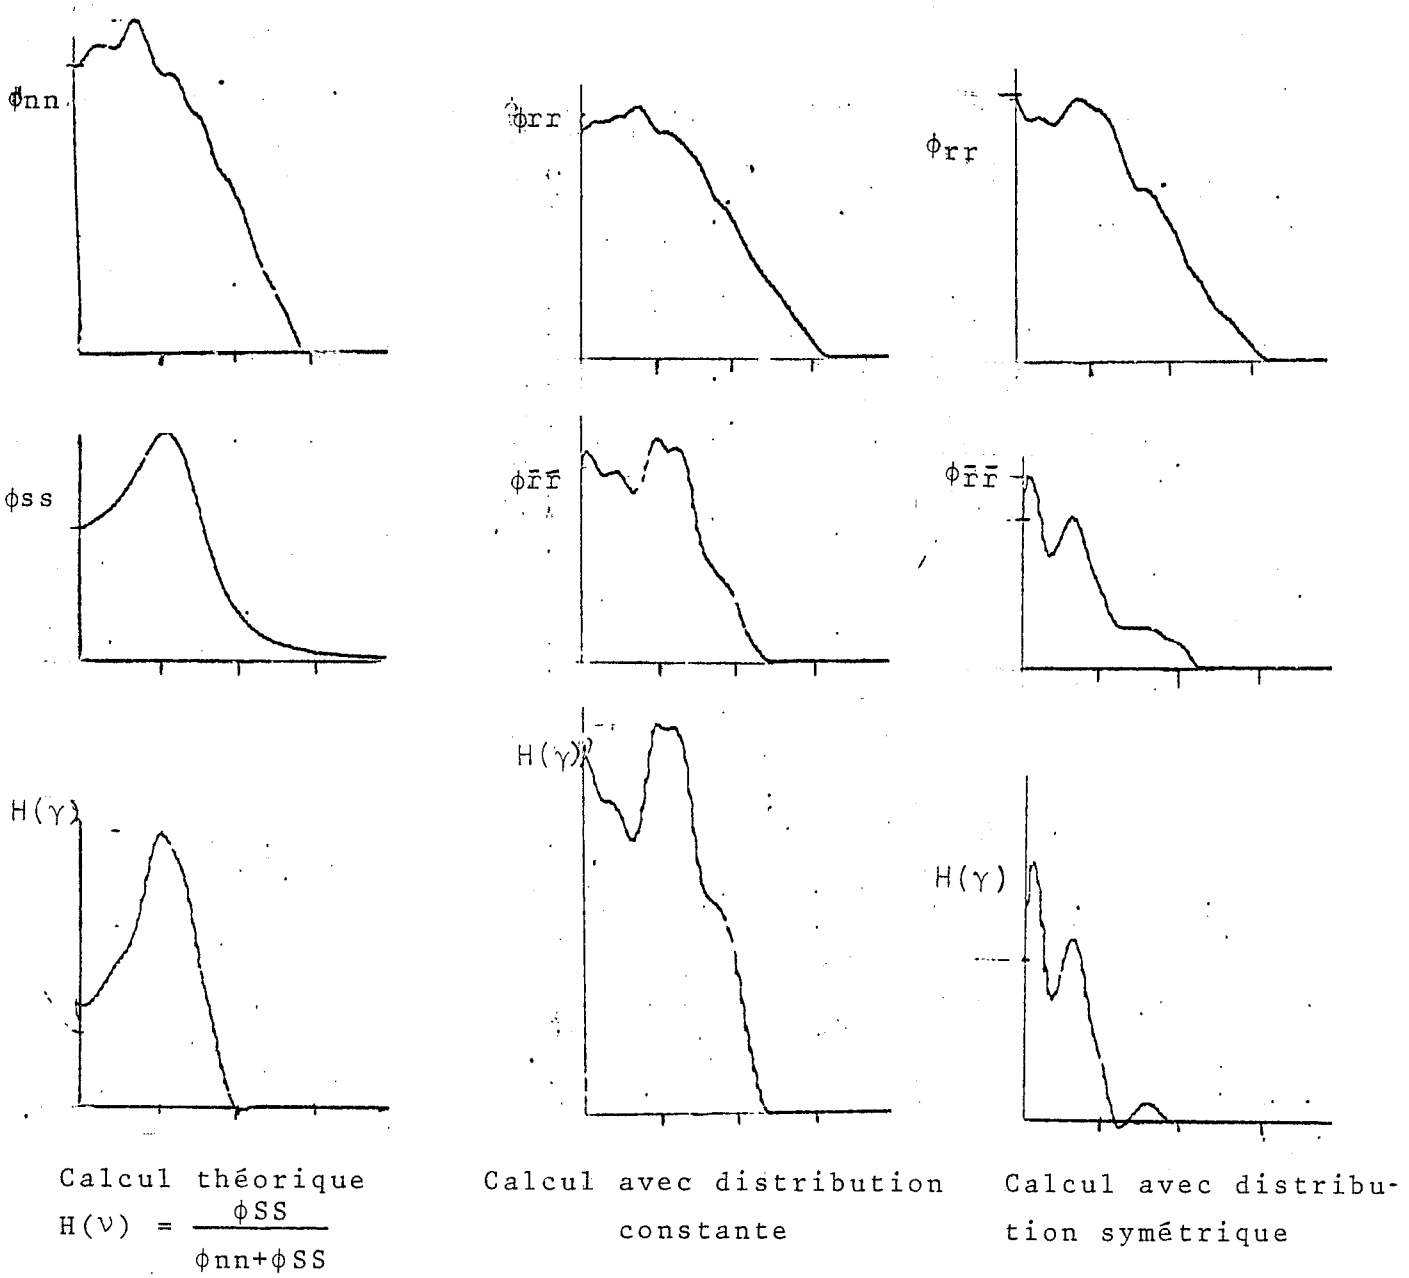 ϕnn
ϕrr
ϕrr
ϕss
ϕr̄r̄
ϕr̄r̄
H(γ)
H(γ)
H(γ)
Calcul théorique
H(ν) = ϕSS
ϕnn+ϕSS
Calcul avec distribution
constante
Calcul avec distribu-
tion symétrique